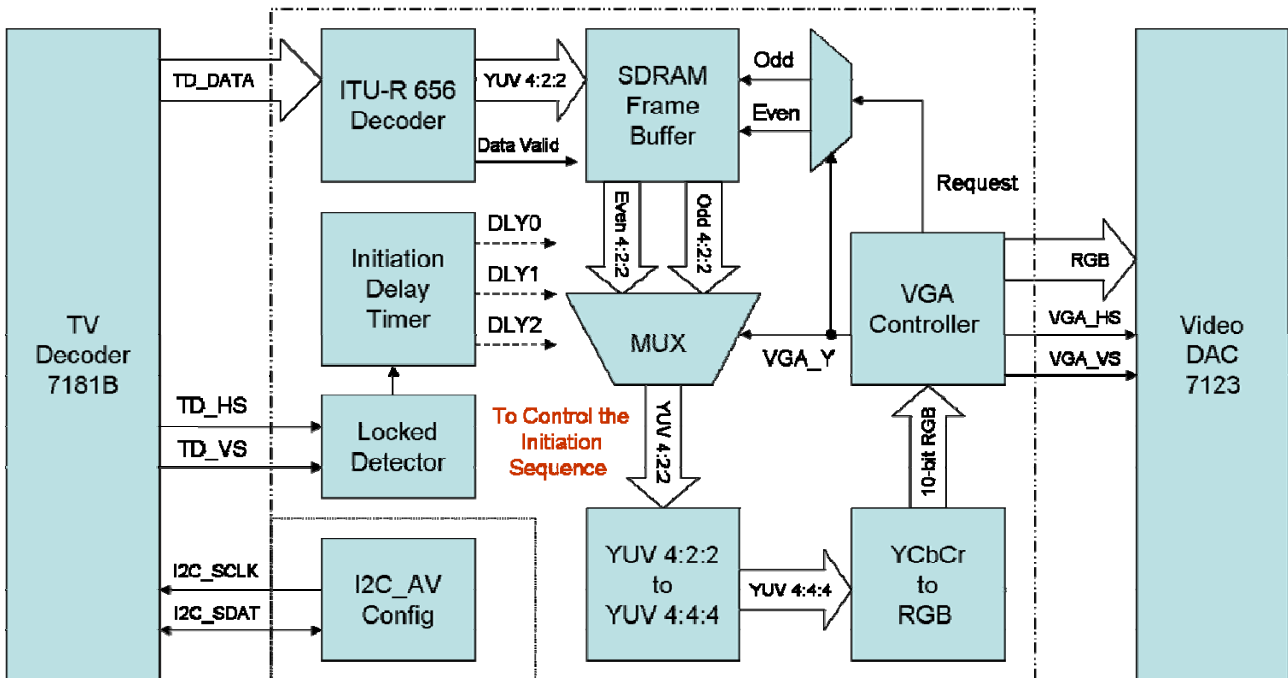 TD_DATA
ITU-R 656
Decoder
YUV 4:2:2
Data Valid
SDRAM
Frame
Buffer
Odd
Even
Request
Even 4:2:2
Odd 4:2:2
Initiation
Delay
Timer
DLY0
DLY1
DLY2
MUX
VGA_Y
VGA
Controller
RGB
VGA_HS
VGA_VS
TV
Decoder
7181B
Video
DAC
7123
TD_HS
TD_VS
Locked
Detector
To Control the
Initiation
Sequence
YUV 4:2:2
10-bit RGB
I2C_SCLK
I2C_SDAT
I2C_AV
Config
YUV 4:2:2
to
YUV 4:4:4
YUV 4:4:4
YCbCr
to
RGB